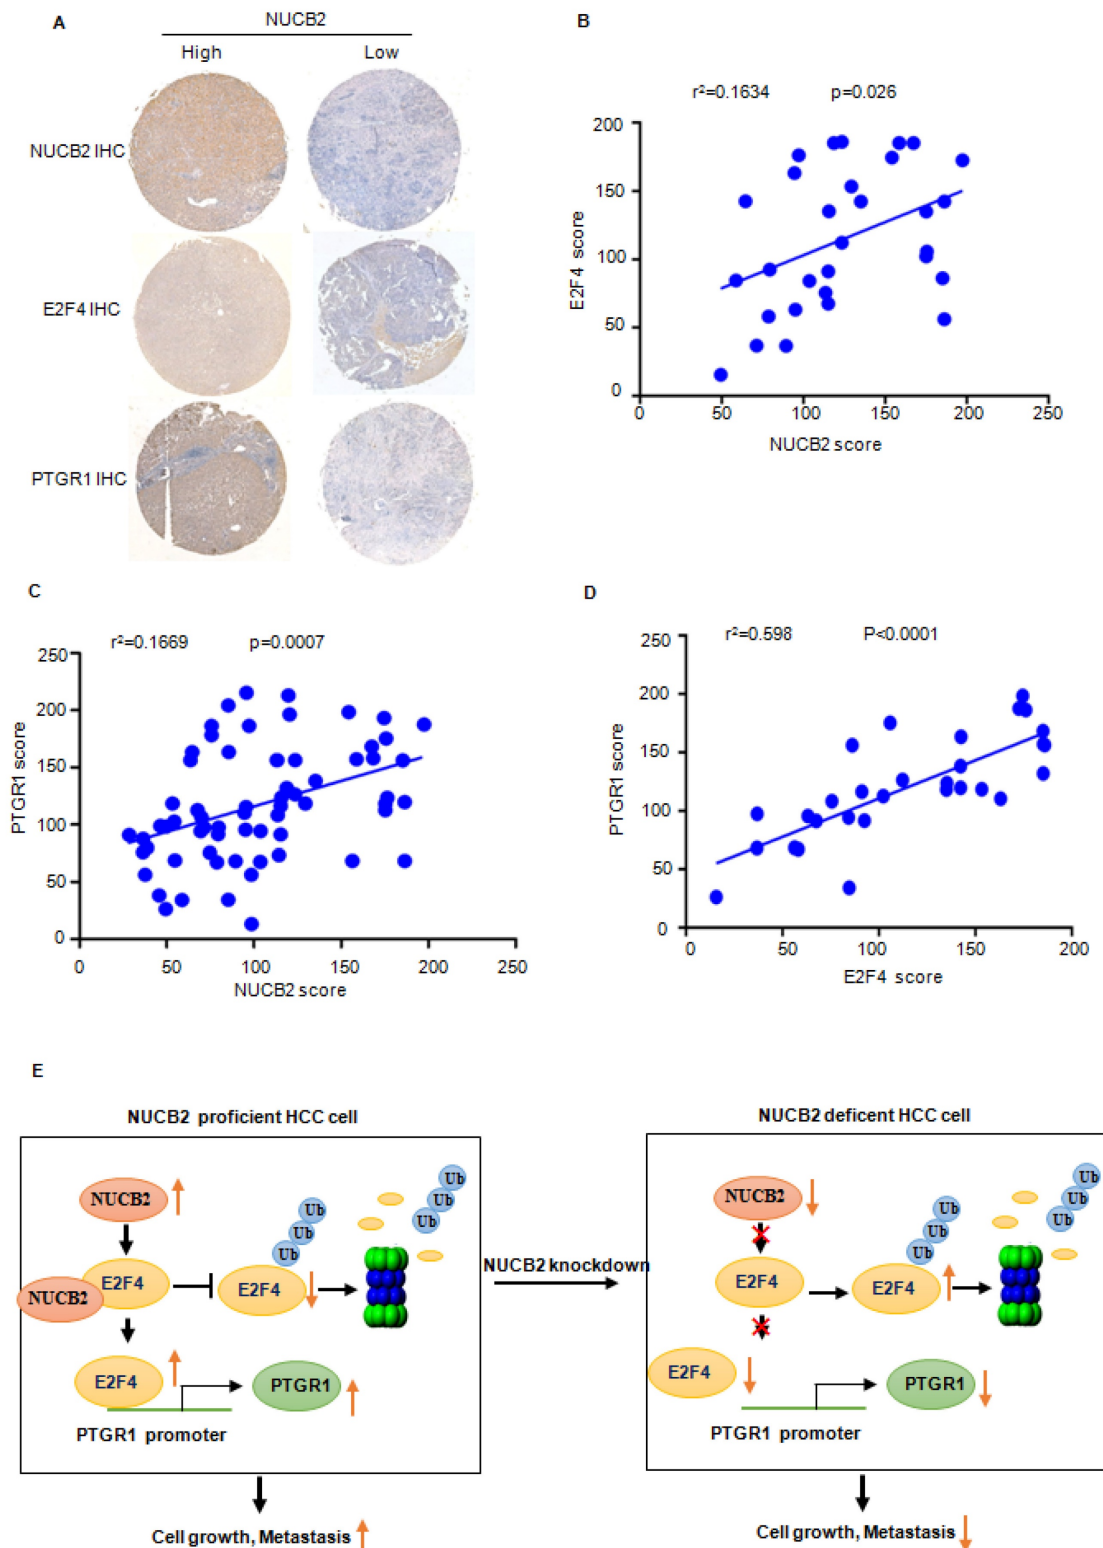 A
NUCB2
High
Low
NUCB2 IHC
E2F4 IHC
PTGR1 IHC
B
r²=0.1634
p=0.026
200
150
100
50
0
E2F4 score
0
50
100
150
200
250
NUCB2 score
C
r²=0.1669
p=0.0007
250
200
150
100
50
0
PTGR1 score
0
50
100
150
200
250
NUCB2 score
D
r²=0.598
P<0.0001
250
200
150
100
50
0
PTGR1 score
0
50
100
150
200
E2F4 score
E
NUCB2 proficient HCC cell
NUCB2
E2F4
NUCB2
Ub
Ub
Ub
E2F4
Ub
Ub
Ub
E2F4
PTGR1
PTGR1 promoter
Cell growth, Metastasis
NUCB2 knockdown
NUCB2 deficent HCC cell
NUCB2
E2F4
Ub
Ub
Ub
E2F4
Ub
Ub
Ub
E2F4
PTGR1
PTGR1 promoter
Cell growth, Metastasis